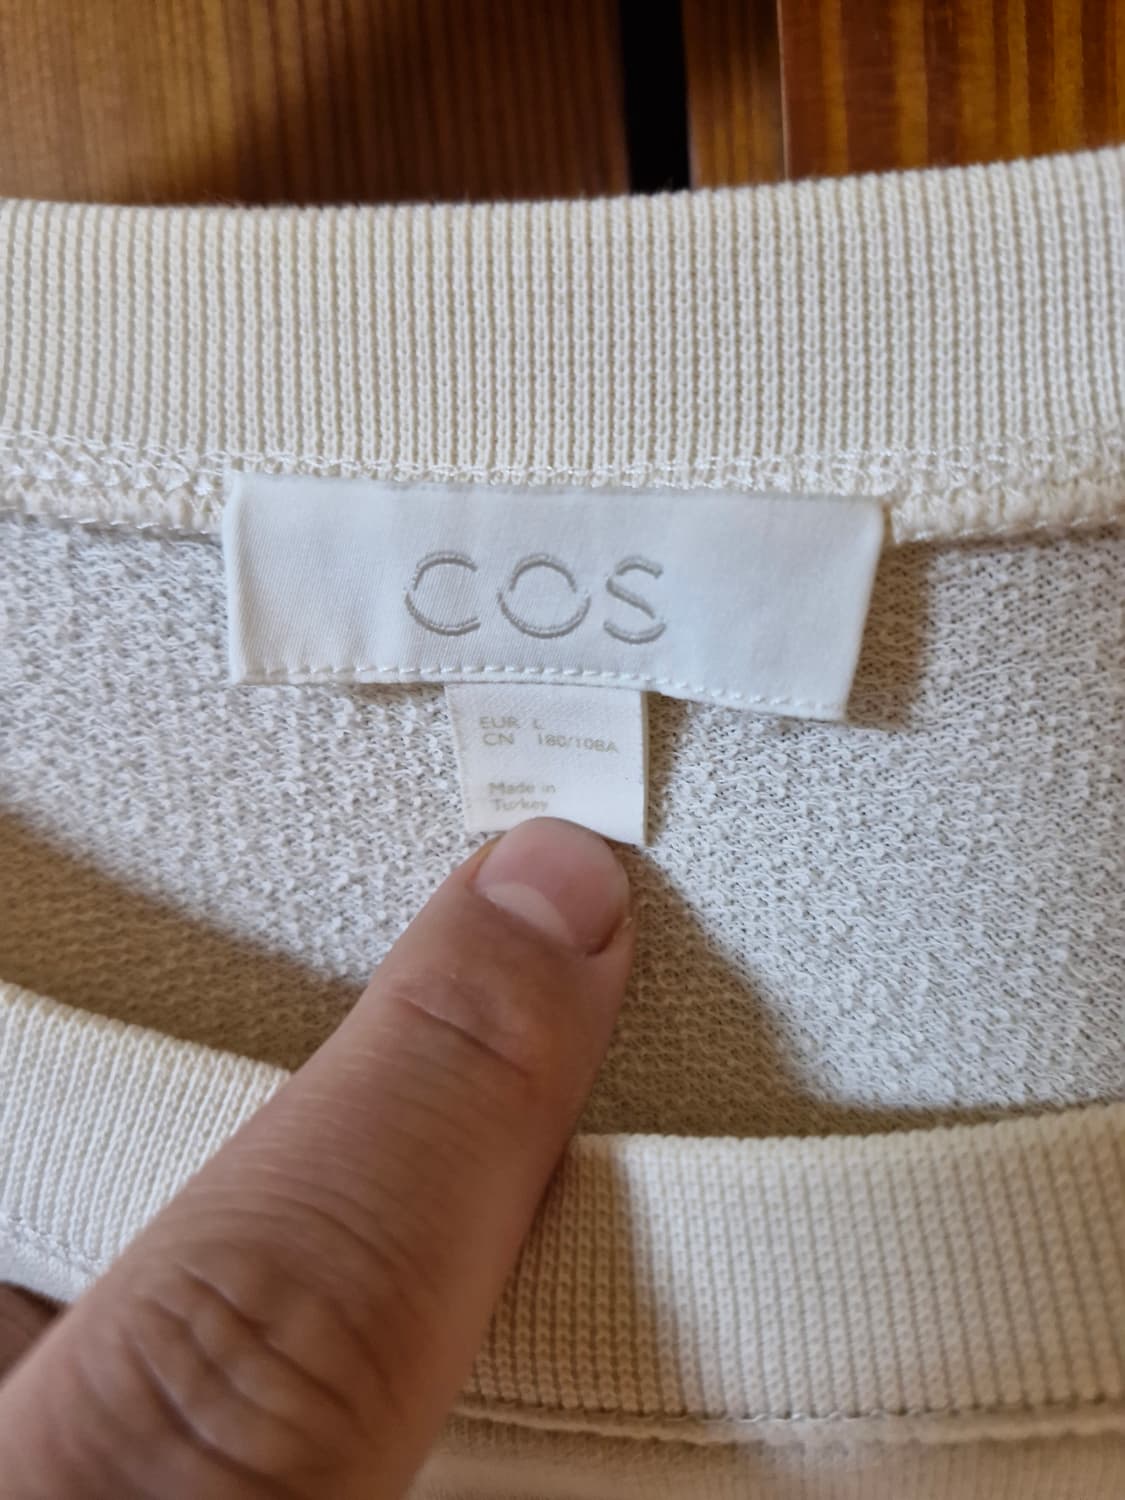 COS
EUR L
CN 180/108A
Made in
Turkey